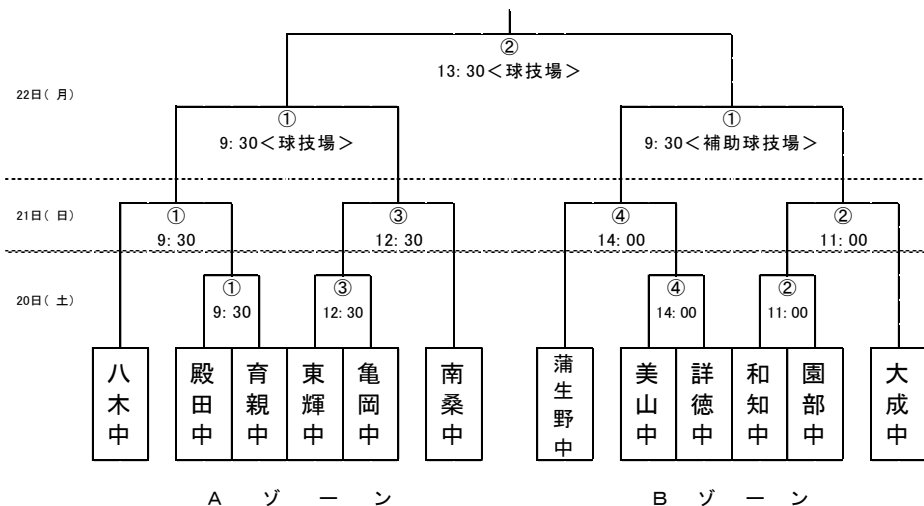 ②
13:30<球技場>
22日(月)
①
9:30<球技場>
①
9:30<補助球技場>
21日(日)
①
9:30
③
12:30
④
14:00
②
11:00
20日(土)
①
9:30
③
12:30
④
14:00
②
11:00
八木中
殿田中
育親中
東輝中
亀岡中
南桑中
蒲生野中
美山中
詳徳中
和知中
園部中
大成中
Aゾーン
Bゾーン